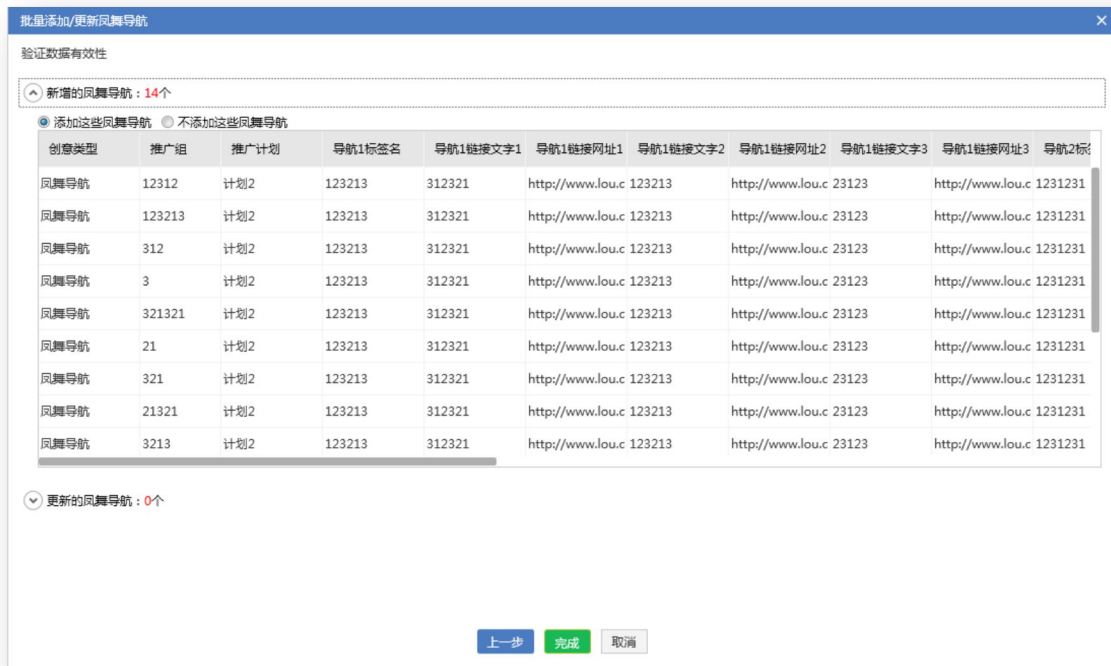 批量添加/更新凤舞导航
验证数据有效性
新增的凤舞导航：14个
添加这些凤舞导航 不添加这些凤舞导航
创意类型 推广组 推广计划 导航1标签名 导航1链接文字1 导航1链接网址1 导航1链接文字2 导航1链接网址2 导航1链接文字3 导航1链接网址3 导航2标
凤舞导航 12312 计划2 123213 312321 http://www.lou.c 123213 http://www.lou.c 23123 http://www.lou.c 1231231
凤舞导航 123213 计划2 123213 312321 http://www.lou.c 123213 http://www.lou.c 23123 http://www.lou.c 1231231
凤舞导航 312 计划2 123213 312321 http://www.lou.c 123213 http://www.lou.c 23123 http://www.lou.c 1231231
凤舞导航 3 计划2 123213 312321 http://www.lou.c 123213 http://www.lou.c 23123 http://www.lou.c 1231231
凤舞导航 321321 计划2 123213 312321 http://www.lou.c 123213 http://www.lou.c 23123 http://www.lou.c 1231231
凤舞导航 21 计划2 123213 312321 http://www.lou.c 123213 http://www.lou.c 23123 http://www.lou.c 1231231
凤舞导航 321 计划2 123213 312321 http://www.lou.c 123213 http://www.lou.c 23123 http://www.lou.c 1231231
凤舞导航 21321 计划2 123213 312321 http://www.lou.c 123213 http://www.lou.c 23123 http://www.lou.c 1231231
凤舞导航 3213 计划2 123213 312321 http://www.lou.c 123213 http://www.lou.c 23123 http://www.lou.c 1231231
更新的凤舞导航：0个
上一步 完成 取消